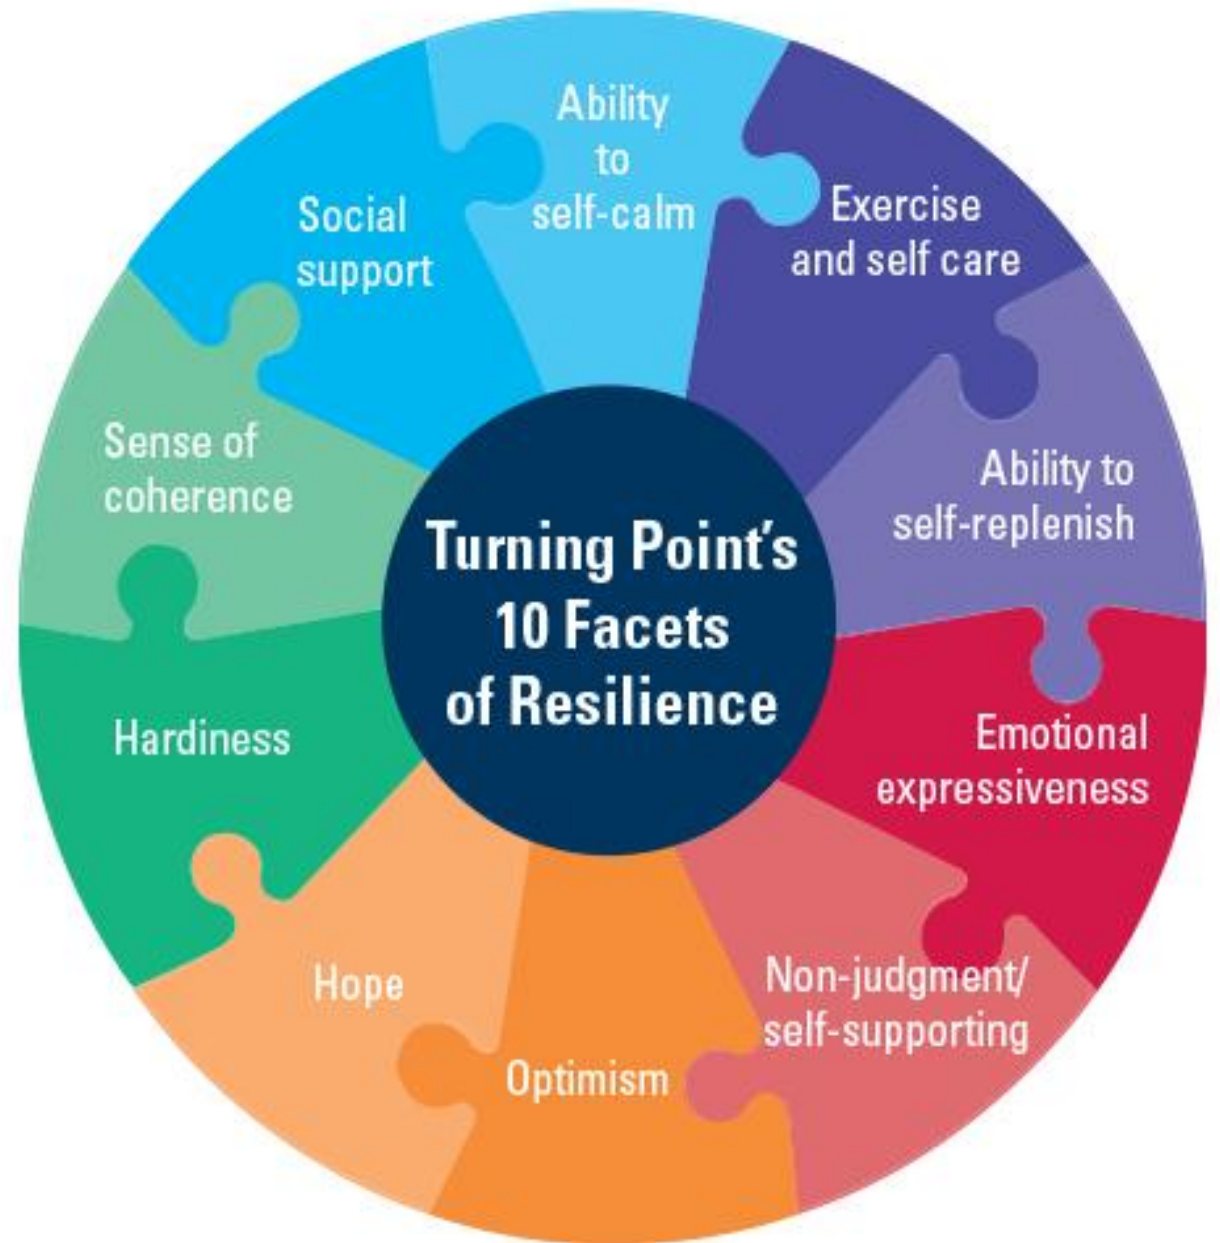 Ability
to
self-calm
Exercise
and self care
Ability to
self-replenish
Emotional
expressiveness
Non-judgment/
self-supporting
Optimism
Hope
Hardiness
Sense of
coherence
Social
support
Turning Point's
10 Facets
of Resilience